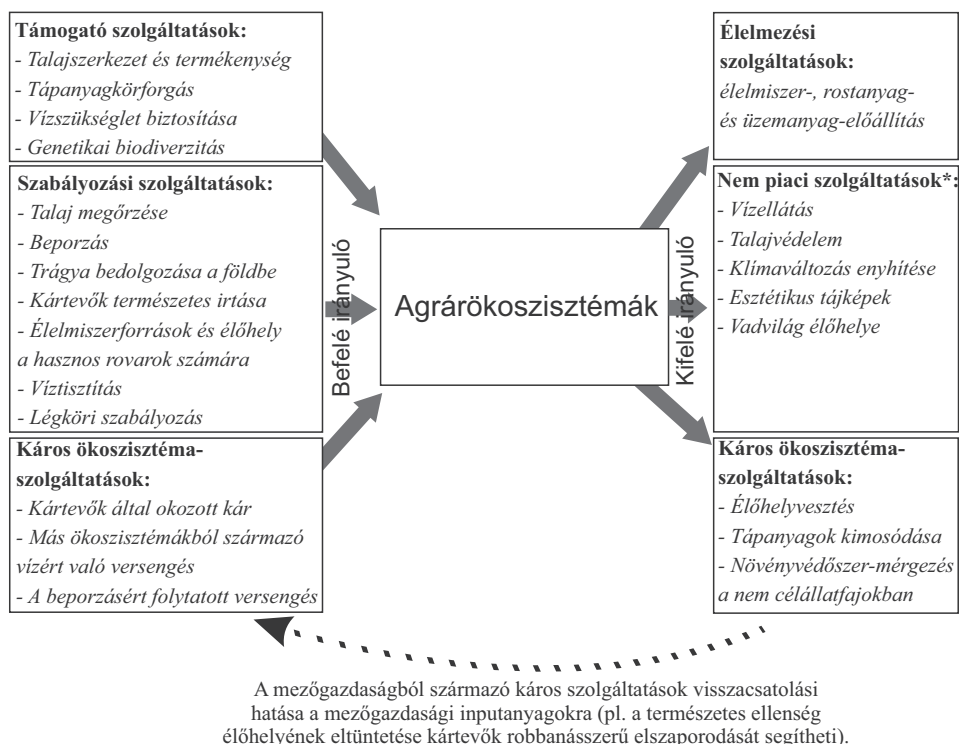 Támogató szolgáltatások:
- Talajszerkezet és termékenység
- Tápanyagkörforgás
- Vízszükséglet biztosítása
- Genetikai biodiverzitás
Szabályozási szolgáltatások:
- Talaj megőrzése
- Beporzás
- Trágya bedolgozása a földbe
- Kártevők természetes irtása
- Élelmiszerforrások és élőhely
a hasznos rovarok számára
- Víztisztítás
- Légköri szabályozás
Káros ökoszisztéma-
szolgáltatások:
- Kártevők által okozott kár
- Más ökoszisztémákból származó
vízért való versengés
- A beporzásért folytatott versengés
Befelé irányuló
Agrárökoszisztémák
Kifelé irányuló
Élelmezési
szolgáltatások:
élelmiszer-, rostanyag-
és üzemanyag-előállítás
Nem piaci szolgáltatások*:
- Vízellátás
- Talajvédelem
- Klímaváltozás enyhítése
- Esztétikus tájképek
- Vadvilág élőhelye
Káros ökoszisztéma-
szolgáltatások:
- Élőhelyvesztés
- Tápanyagok kimosódása
- Növényvédőszer-mérgezés
a nem célállatfajokban
A mezőgazdaságból származó káros szolgáltatások visszacsatolási
hatása a mezőgazdasági inputanyagokra (pl. a természetes ellenség
élőhelyének eltüntetése kártevők robbanásszerű elszaporodását segítheti).